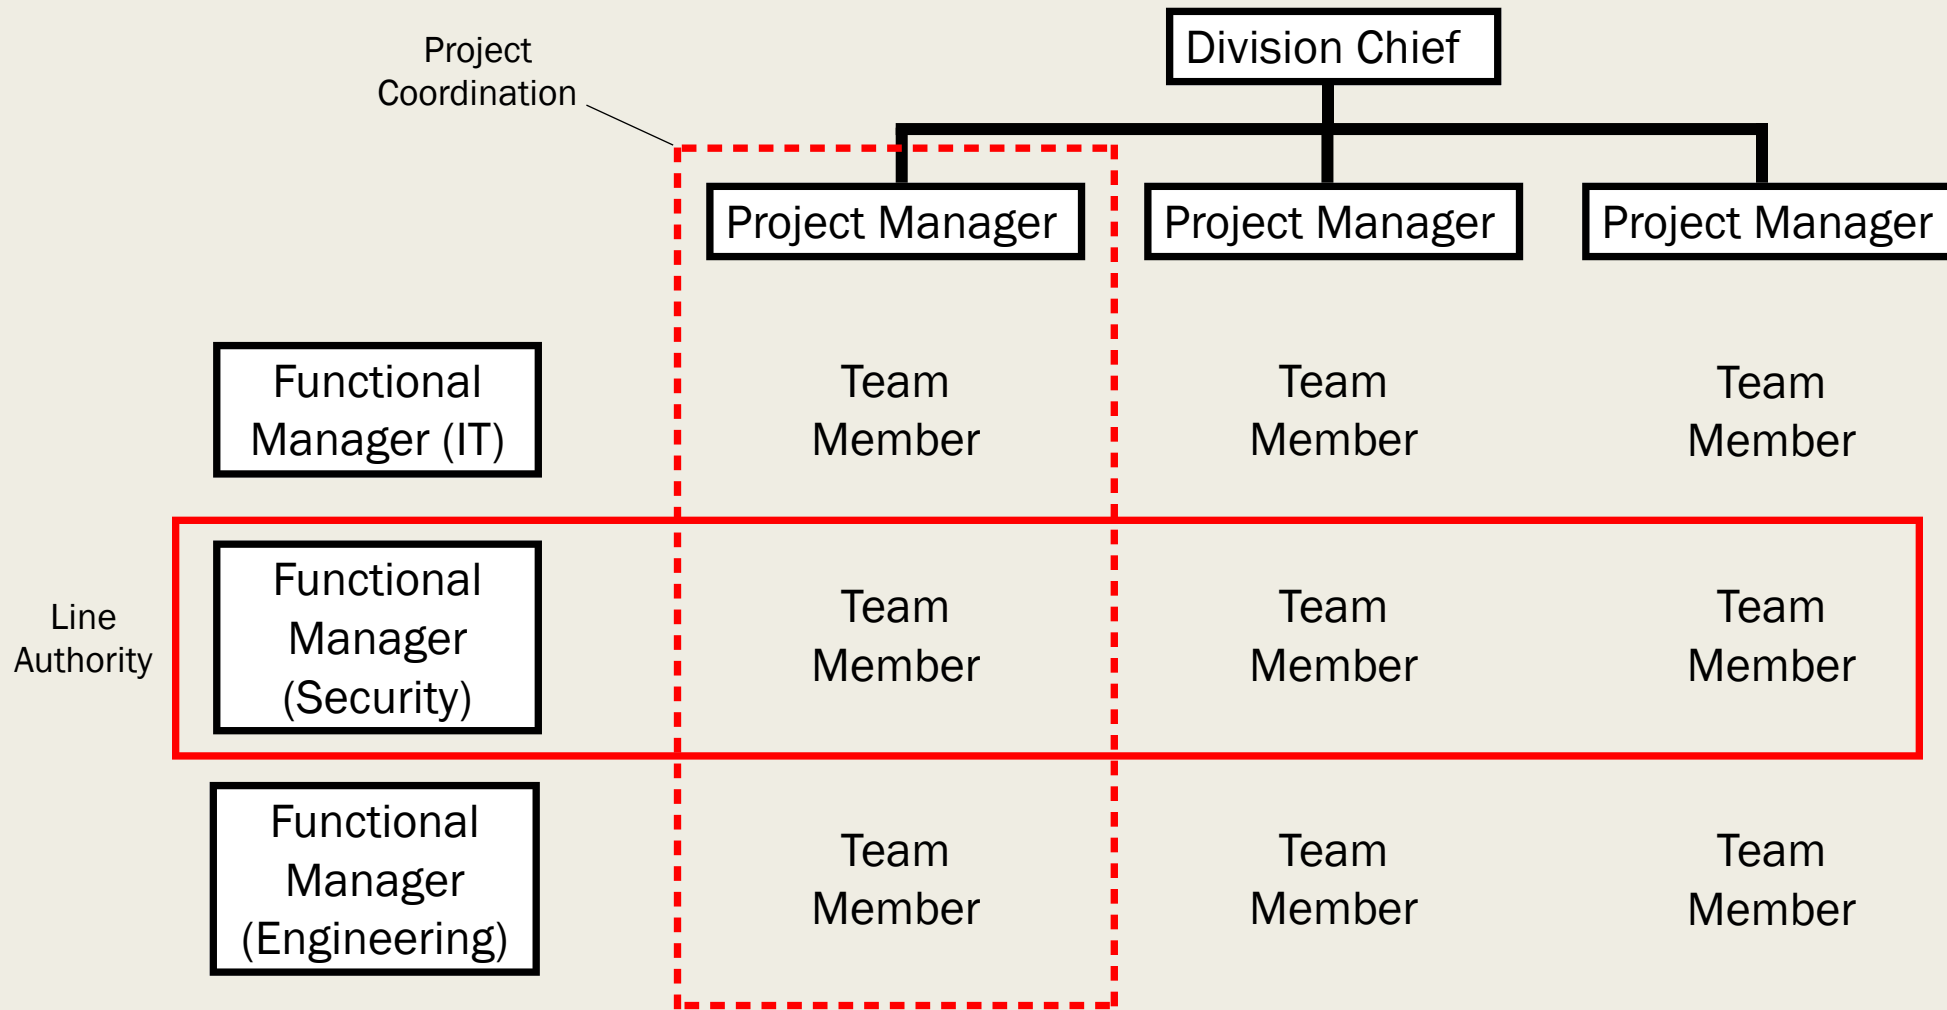 Project
Coordination
Division Chief
Project Manager
Project Manager
Project Manager
Functional
Manager (IT)
Team
Member
Team
Member
Team
Member
Line
Authority
Functional
Manager
(Security)
Team
Member
Team
Member
Team
Member
Functional
Manager
(Engineering)
Team
Member
Team
Member
Team
Member